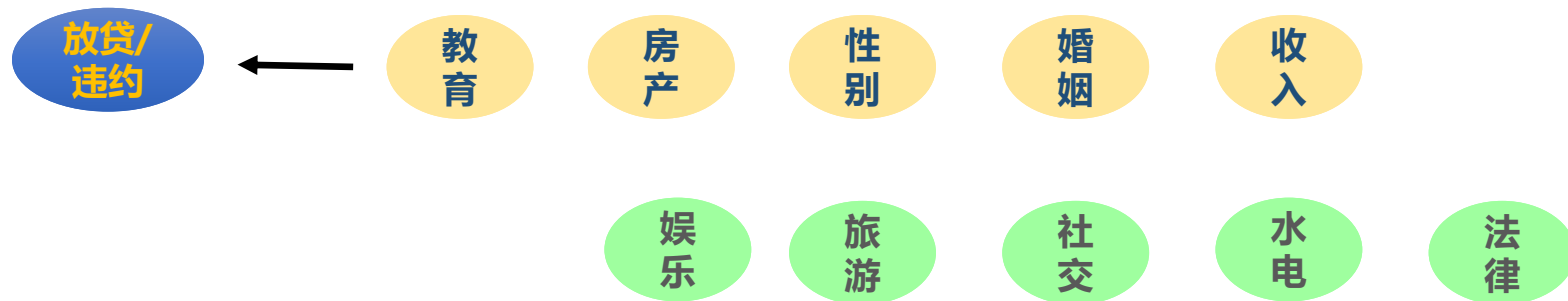 放贷/
违约
教
育
房
产
性
别
婚
姻
收
入
娱
乐
旅
游
社
交
水
电
法
律